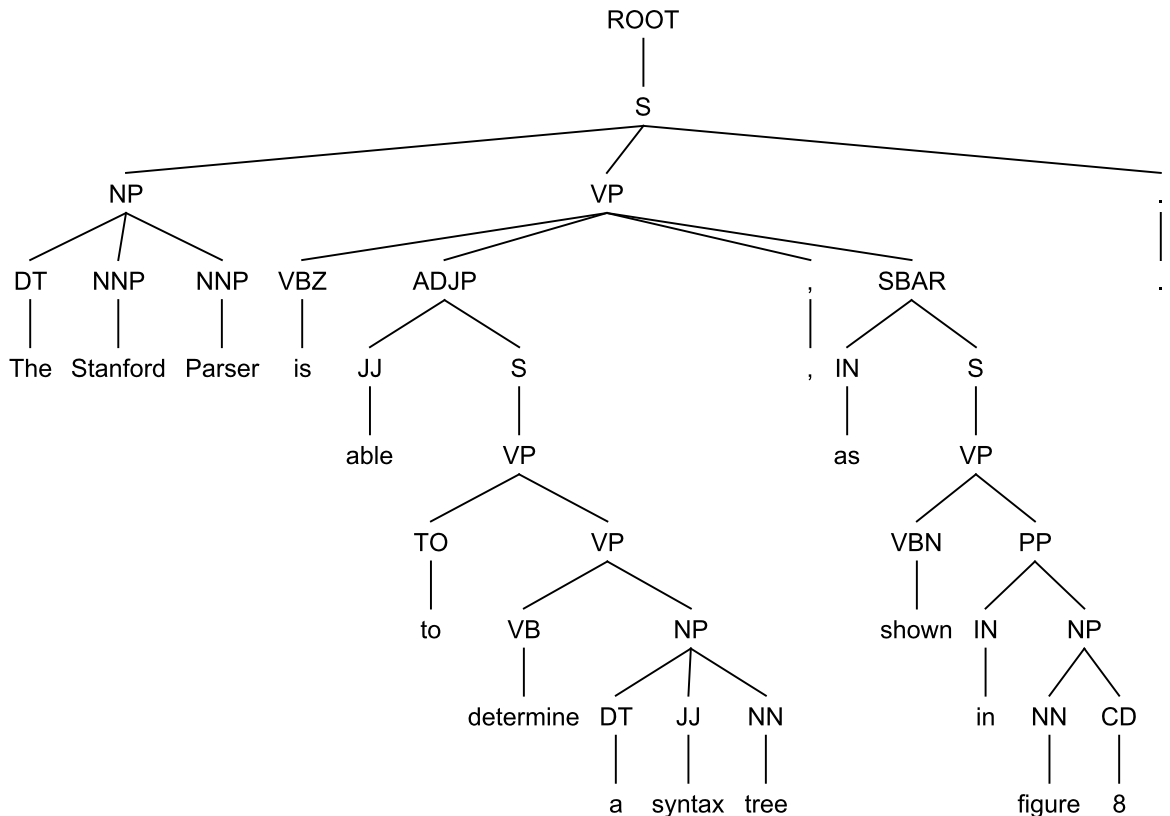 ROOT
S
NP VP .
DT NNP NNP VBZ ADJP , SBAR .
The Stanford Parser is JJ S , IN S
able VP as VP
TO VP VBN PP
to VB NP shown IN NP
determine DT JJ NN in NN CD
a syntax tree figure 8